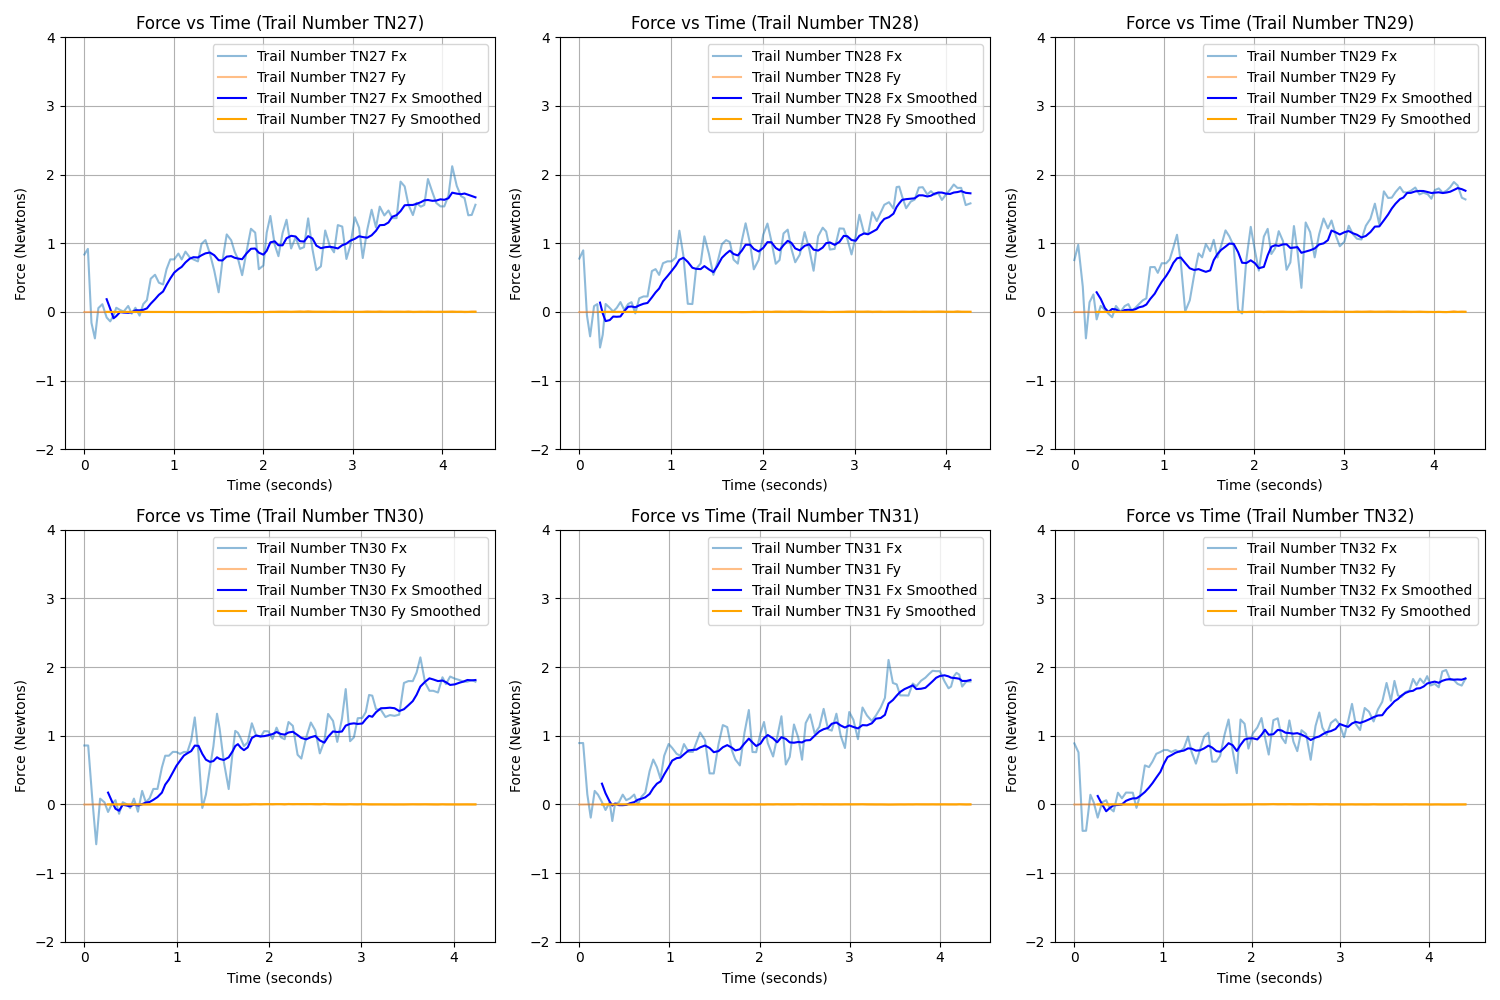 Force vs Time (Trail Number TN27)
4
3
2
1
0
−1
−2
Force (Newtons)
Trail Number TN27 Fx
Trail Number TN27 Fy
Trail Number TN27 Fx Smoothed
Trail Number TN27 Fy Smoothed
0 1 2 3 4
Time (seconds)
Force vs Time (Trail Number TN28)
4
3
2
1
0
−1
−2
Force (Newtons)
Trail Number TN28 Fx
Trail Number TN28 Fy
Trail Number TN28 Fx Smoothed
Trail Number TN28 Fy Smoothed
0 1 2 3 4
Time (seconds)
Force vs Time (Trail Number TN29)
4
3
2
1
0
−1
−2
Force (Newtons)
Trail Number TN29 Fx
Trail Number TN29 Fy
Trail Number TN29 Fx Smoothed
Trail Number TN29 Fy Smoothed
0 1 2 3 4
Time (seconds)
Force vs Time (Trail Number TN30)
4
3
2
1
0
−1
−2
Force (Newtons)
Trail Number TN30 Fx
Trail Number TN30 Fy
Trail Number TN30 Fx Smoothed
Trail Number TN30 Fy Smoothed
0 1 2 3 4
Time (seconds)
Force vs Time (Trail Number TN31)
4
3
2
1
0
−1
−2
Force (Newtons)
Trail Number TN31 Fx
Trail Number TN31 Fy
Trail Number TN31 Fx Smoothed
Trail Number TN31 Fy Smoothed
0 1 2 3 4
Time (seconds)
Force vs Time (Trail Number TN32)
4
3
2
1
0
−1
−2
Force (Newtons)
Trail Number TN32 Fx
Trail Number TN32 Fy
Trail Number TN32 Fx Smoothed
Trail Number TN32 Fy Smoothed
0 1 2 3 4
Time (seconds)